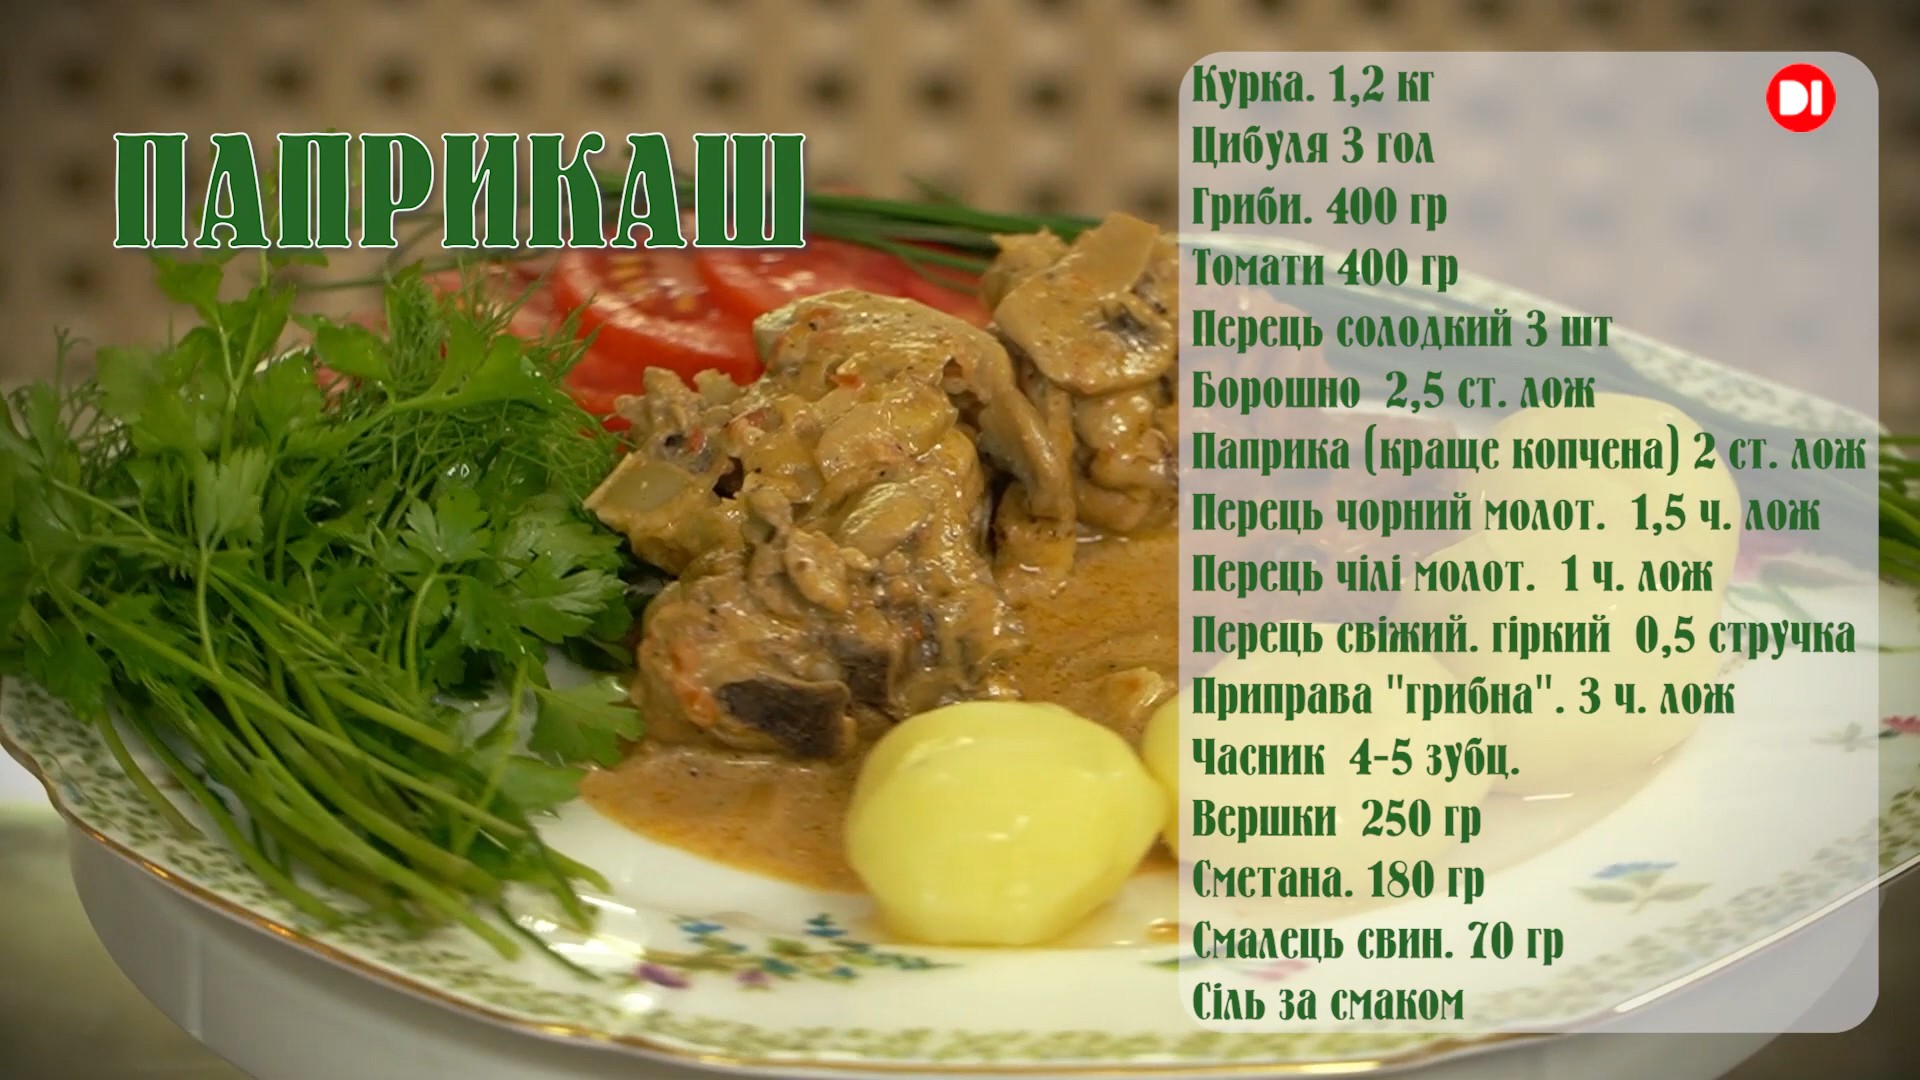 ПАПРИКАШ
DI
Курка. 1,2 кг
Цибуля 3 гол
Гриби. 400 гр
Томати 400 гр
Перець солодкий 3 шт
Борошно 2,5 ст. лож
Паприка (краще копчена) 2 ст. лож
Перець чорний молот. 1,5 ч. лож
Перець чілі молот. 1 ч. лож
Перець свіжий. гіркий 0,5 стручка
Приправа "грибна". 3 ч. лож
Часник 4-5 зубц.
Вершки 250 гр
Сметана. 180 гр
Смалець свин. 70 гр
Сіль за смаком